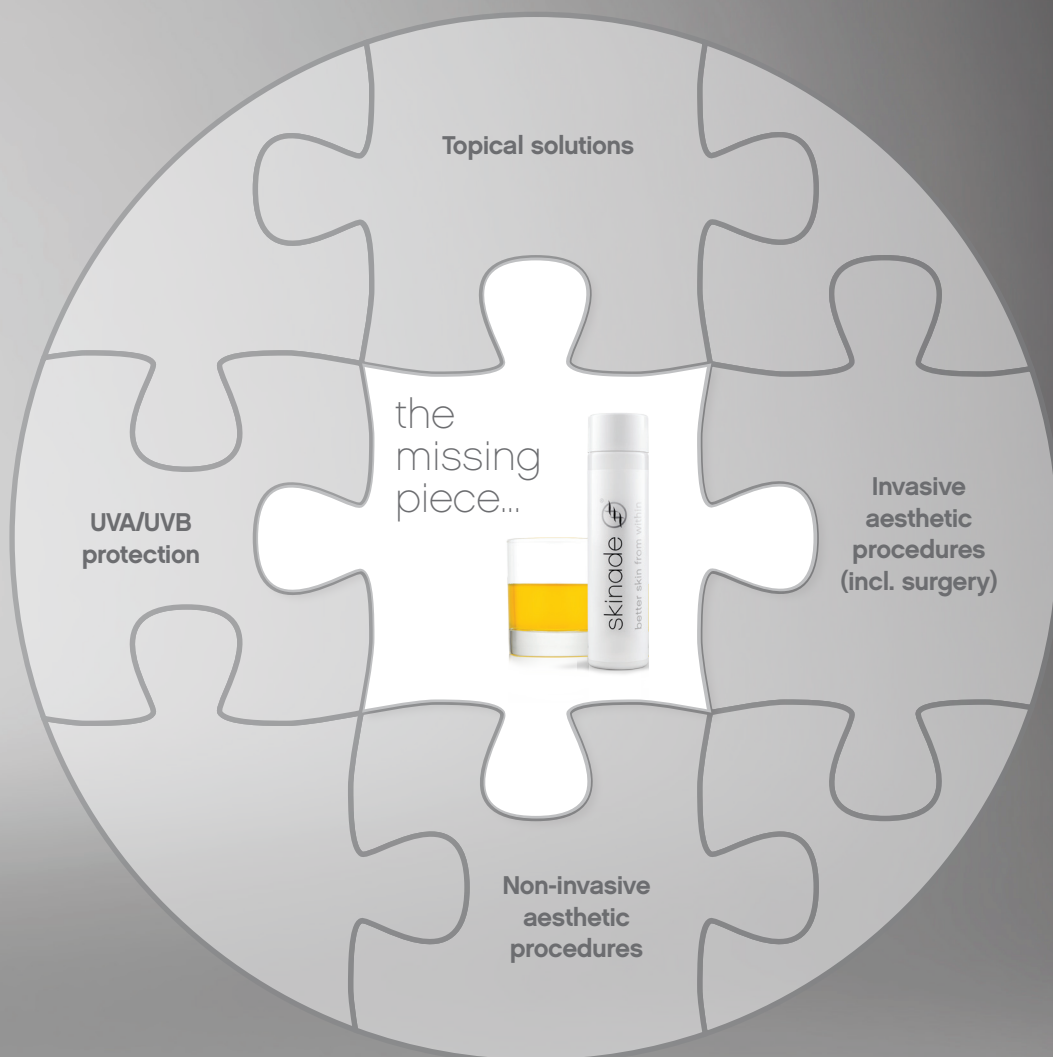 Topical solutions
the
missing
piece...
UVA/UVB
protection
skinade ®
better skin from within
Invasive
aesthetic
procedures
(incl. surgery)
Non-invasive
aesthetic
procedures